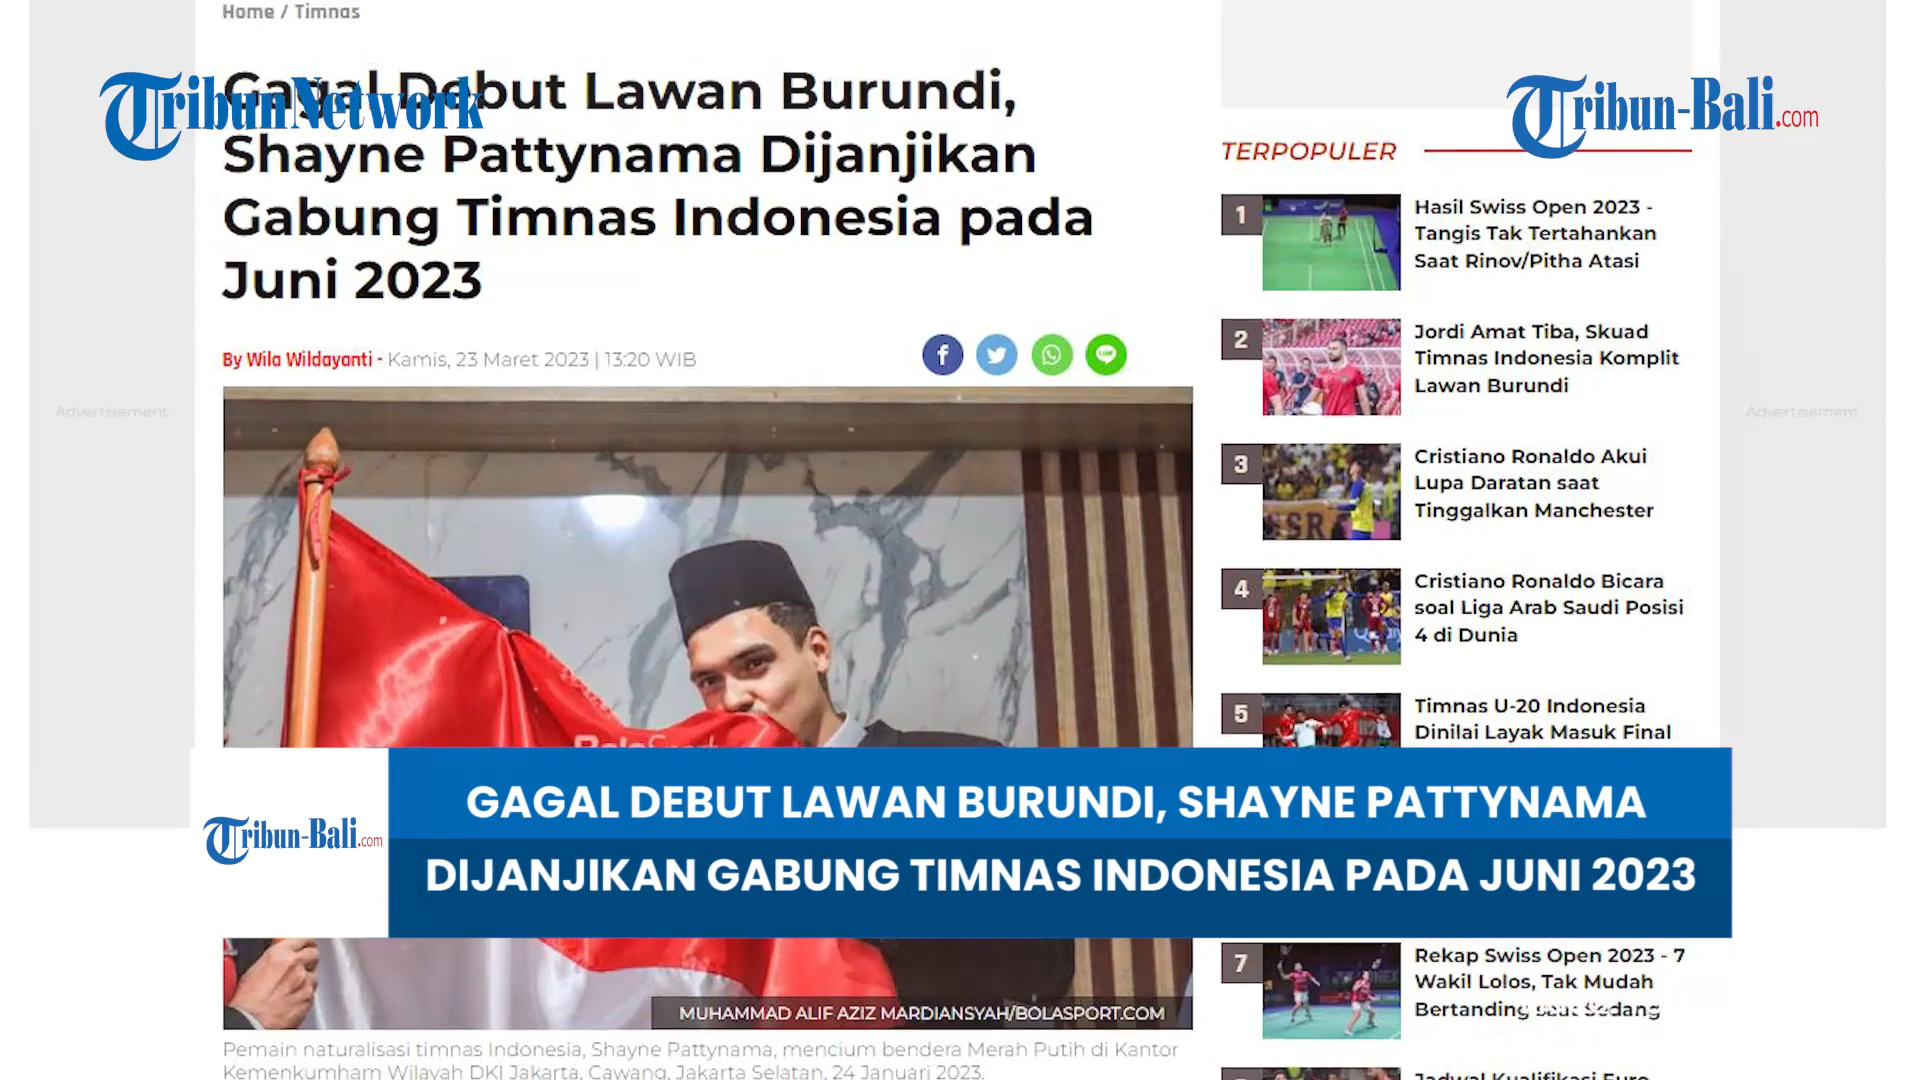 Home / Timnas
TribunNetwork
Gagal Debut Lawan Burundi,
Shayne Pattynama Dijanjikan
Gabung Timnas Indonesia pada
Juni 2023
By Wila Wildayanti - Kamis, 23 Maret 2023 | 13:20 WIB
Advertisement
MUHAMMAD ALIF AZIZ MARDIANSYAH/BOLASPORT.COM
Pemain naturalisasi timnas Indonesia, Shayne Pattynama, mencium bendera Merah Putih di Kantor
Kemenkumham Wilayah DKI Jakarta, Cawang, Jakarta Selatan, 24 Januari 2023.
Tribun-Bali.com
TERPOPULER
1
Hasil Swiss Open 2023 -
Tangis Tak Tertahankan
Saat Rinov/Pitha Atasi
2
Jordi Amat Tiba, Skuad
Timnas Indonesia Komplit
Lawan Burundi
3
Cristiano Ronaldo Akui
Lupa Daratan saat
Tinggalkan Manchester
4
Cristiano Ronaldo Bicara
soal Liga Arab Saudi Posisi
4 di Dunia
5
Timnas U-20 Indonesia
Dinilai Layak Masuk Final
7
Rekap Swiss Open 2023 - 7
Wakil Lolos, Tak Mudah
Bertanding saat Sedang
Jadwal Kualifikasi Euro
Advertisement
Tribun-Bali.com
GAGAL DEBUT LAWAN BURUNDI, SHAYNE PATTYNAMA
DIJANJIKAN GABUNG TIMNAS INDONESIA PADA JUNI 2023